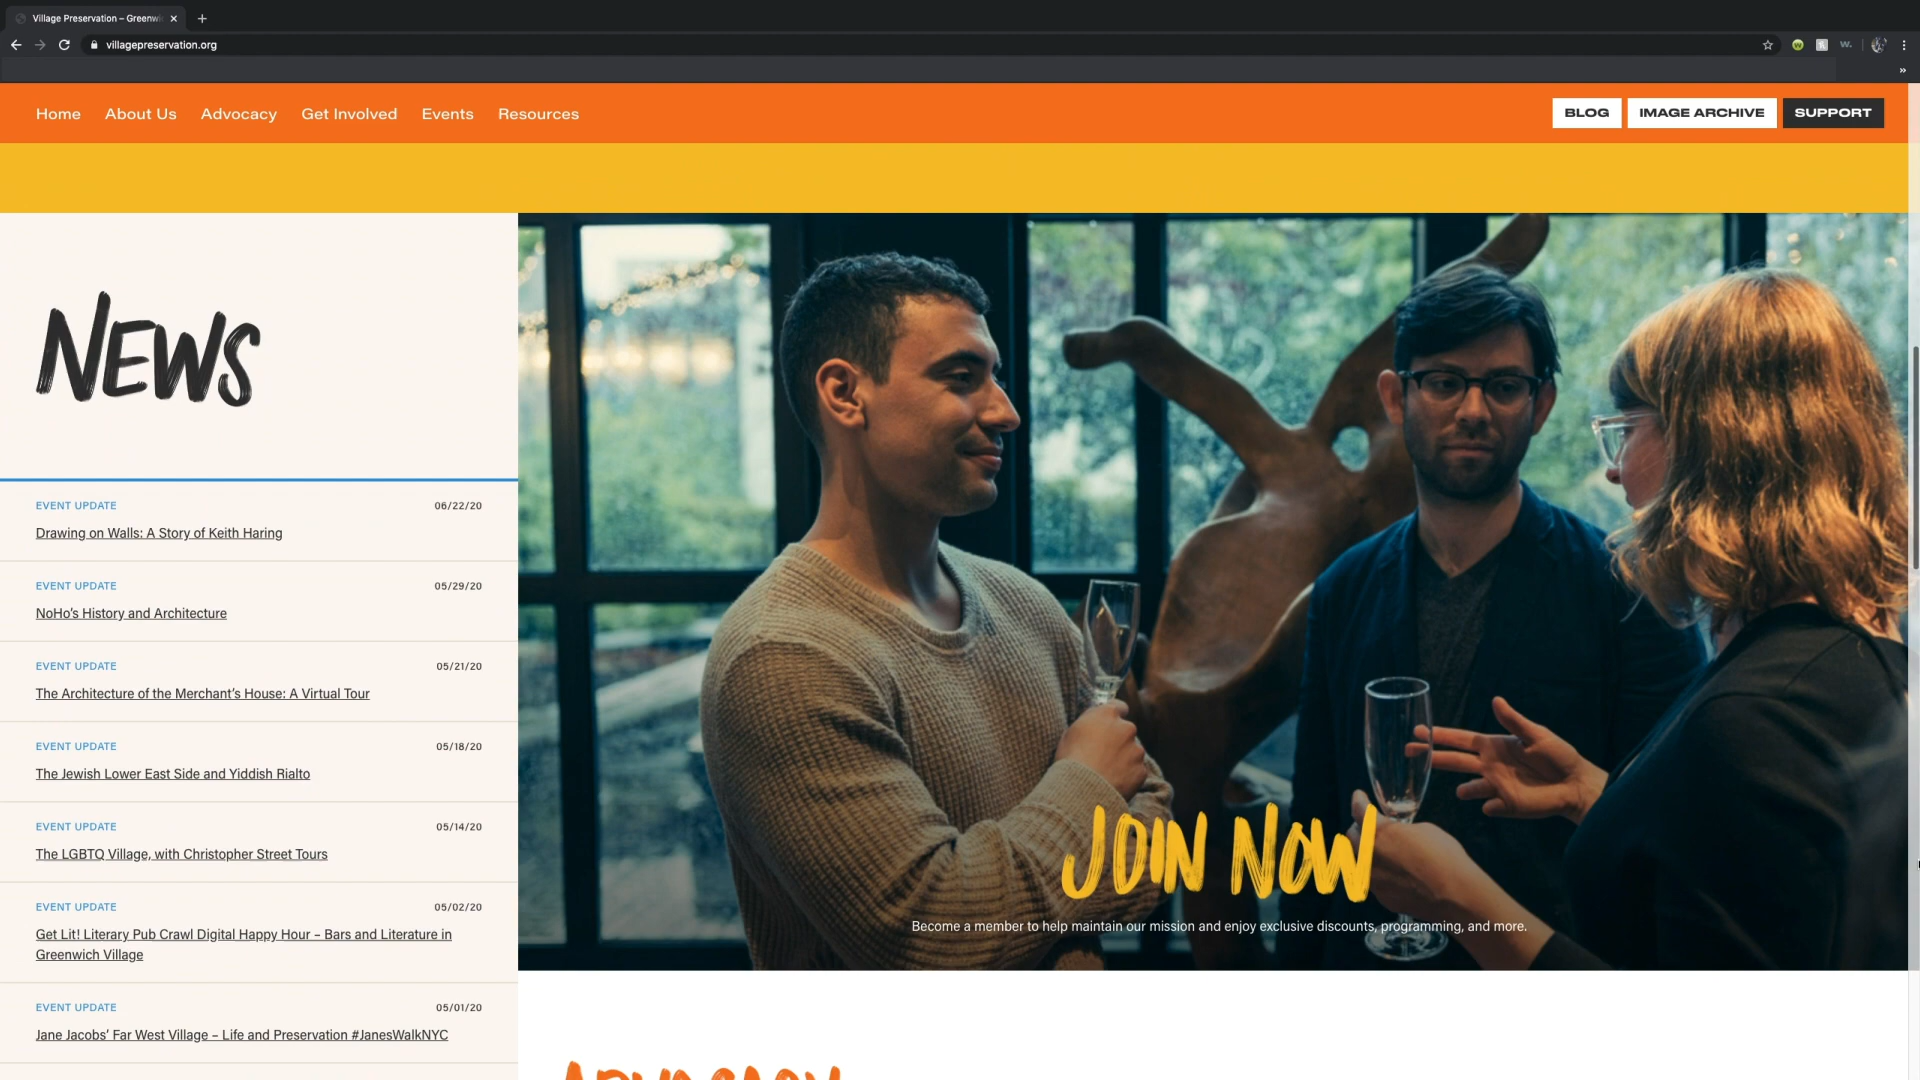 Village Preservation – Greenwi
villagepreservation.org
Home About Us Advocacy Get Involved Events Resources
BLOG IMAGE ARCHIVE SUPPORT
NEWS
EVENT UPDATE 06/22/20
Drawing on Walls: A Story of Keith Haring
EVENT UPDATE 05/29/20
NoHo's History and Architecture
EVENT UPDATE 05/21/20
The Architecture of the Merchant's House: A Virtual Tour
EVENT UPDATE 05/18/20
The Jewish Lower East Side and Yiddish Rialto
EVENT UPDATE 05/14/20
The LGBTQ Village, with Christopher Street Tours
EVENT UPDATE 05/02/20
Get Lit! Literary Pub Crawl Digital Happy Hour – Bars and Literature in
Greenwich Village
EVENT UPDATE 05/01/20
Jane Jacobs' Far West Village – Life and Preservation #JanesWalkNYC
JOIN NOW
Become a member to help maintain our mission and enjoy exclusive discounts, programming, and more.
ADVOCACY